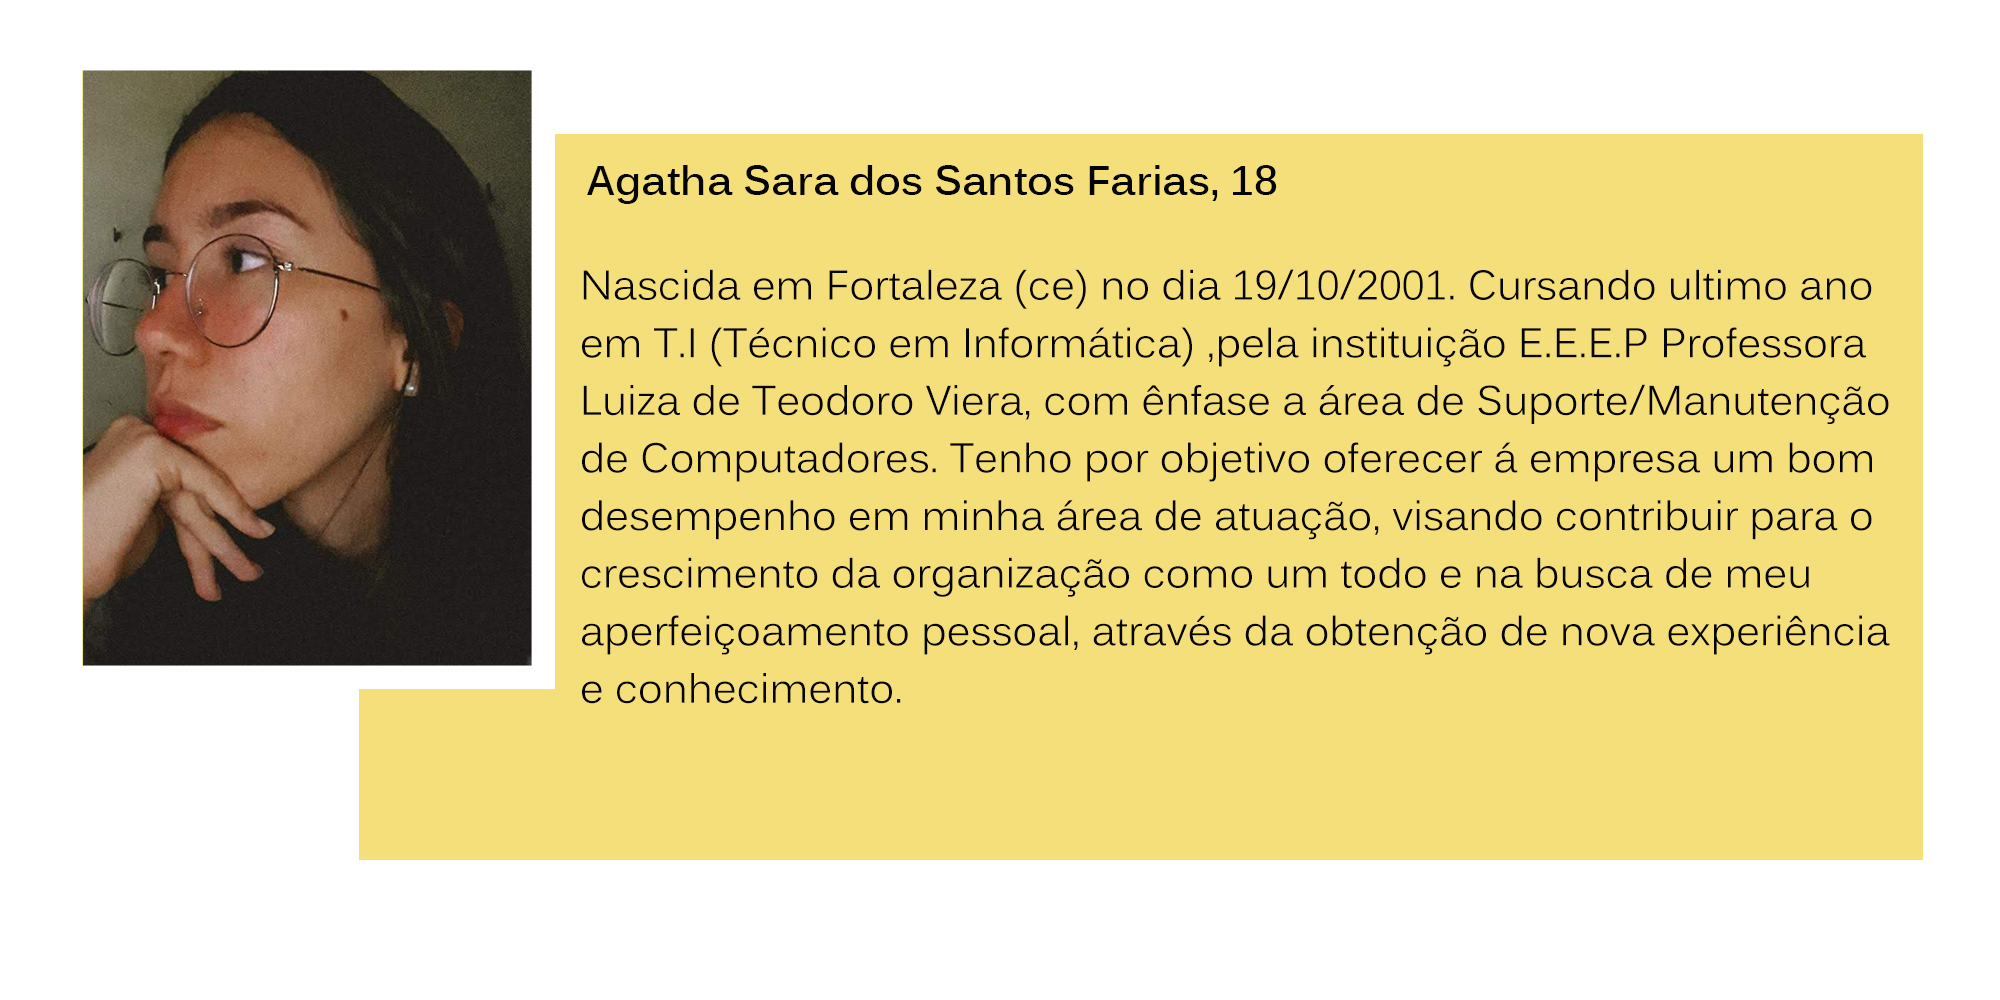 Agatha Sara dos Santos Farias, 18
Nascida em Fortaleza (ce) no dia 19/10/2001. Cursando ultimo ano
em T.I (Técnico em Informática) ,pela instituição E.E.E.P Professora
Luiza de Teodoro Viera, com ênfase a área de Suporte/Manutenção
de Computadores. Tenho por objetivo oferecer á empresa um bom
desempenho em minha área de atuação, visando contribuir para o
crescimento da organização como um todo e na busca de meu
aperfeiçoamento pessoal, através da obtenção de nova experiência
e conhecimento.